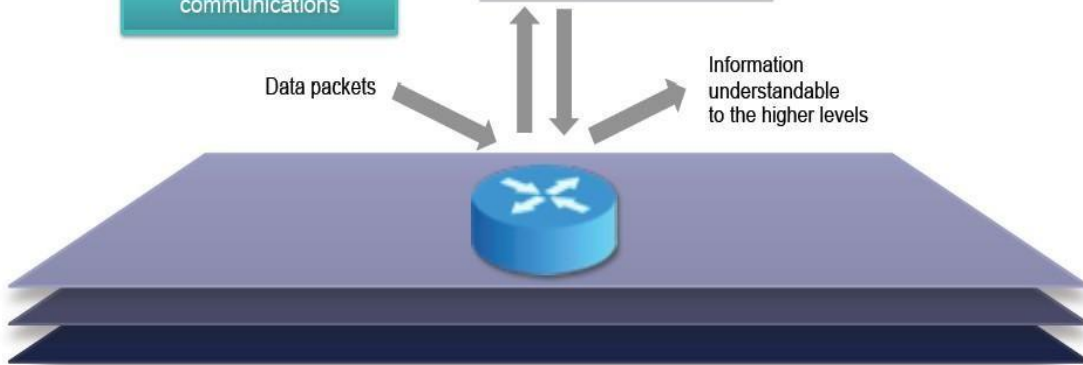 communications
Data packets
Information
understandable
to the higher levels